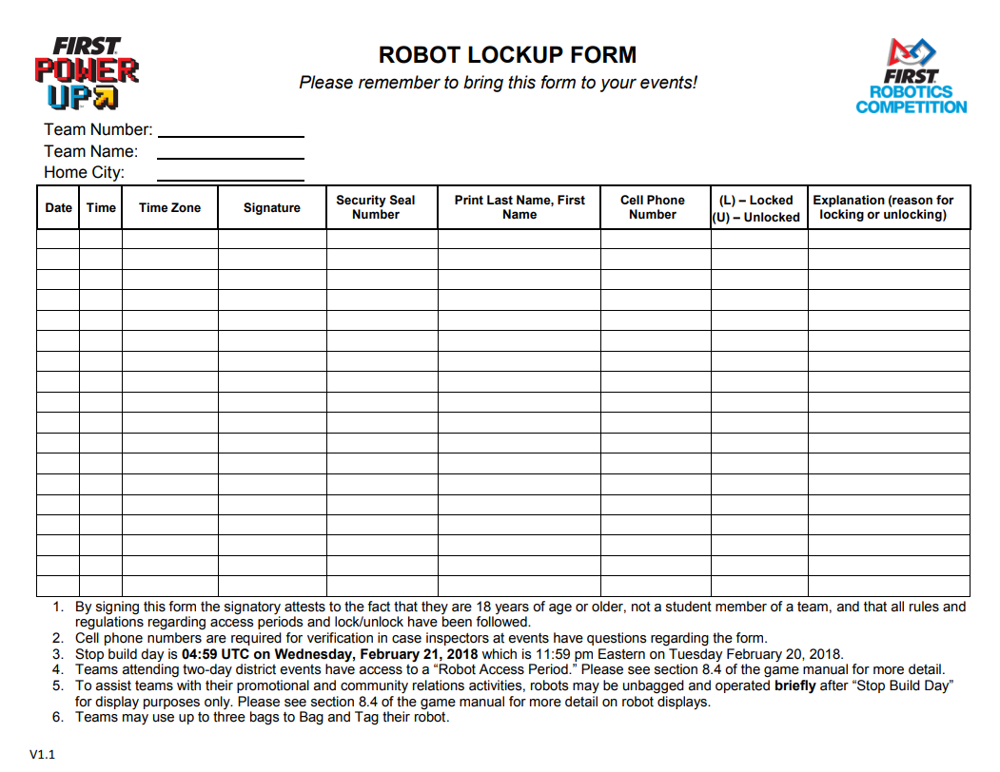 FIRST
POWER
UP
ROBOT LOCKUP FORM
Please remember to bring this form to your events!
FIRST
ROBOTICS
COMPETITION
Team Number:
Team Name:
Home City:
Date Time Time Zone Signature Security Seal Number Print Last Name, First Name Cell Phone Number (L) – Locked (U) – Unlocked Explanation (reason for locking or unlocking)
1. By signing this form the signatory attests to the fact that they are 18 years of age or older, not a student member of a team, and that all rules and
regulations regarding access periods and lock/unlock have been followed.
2. Cell phone numbers are required for verification in case inspectors at events have questions regarding the form.
3. Stop build day is 04:59 UTC on Wednesday, February 21, 2018 which is 11:59 pm Eastern on Tuesday February 20, 2018.
4. Teams attending two-day district events have access to a “Robot Access Period.” Please see section 8.4 of the game manual for more detail.
5. To assist teams with their promotional and community relations activities, robots may be unbagged and operated briefly after “Stop Build Day”
for display purposes only. Please see section 8.4 of the game manual for more detail on robot displays.
6. Teams may use up to three bags to Bag and Tag their robot.
V1.1